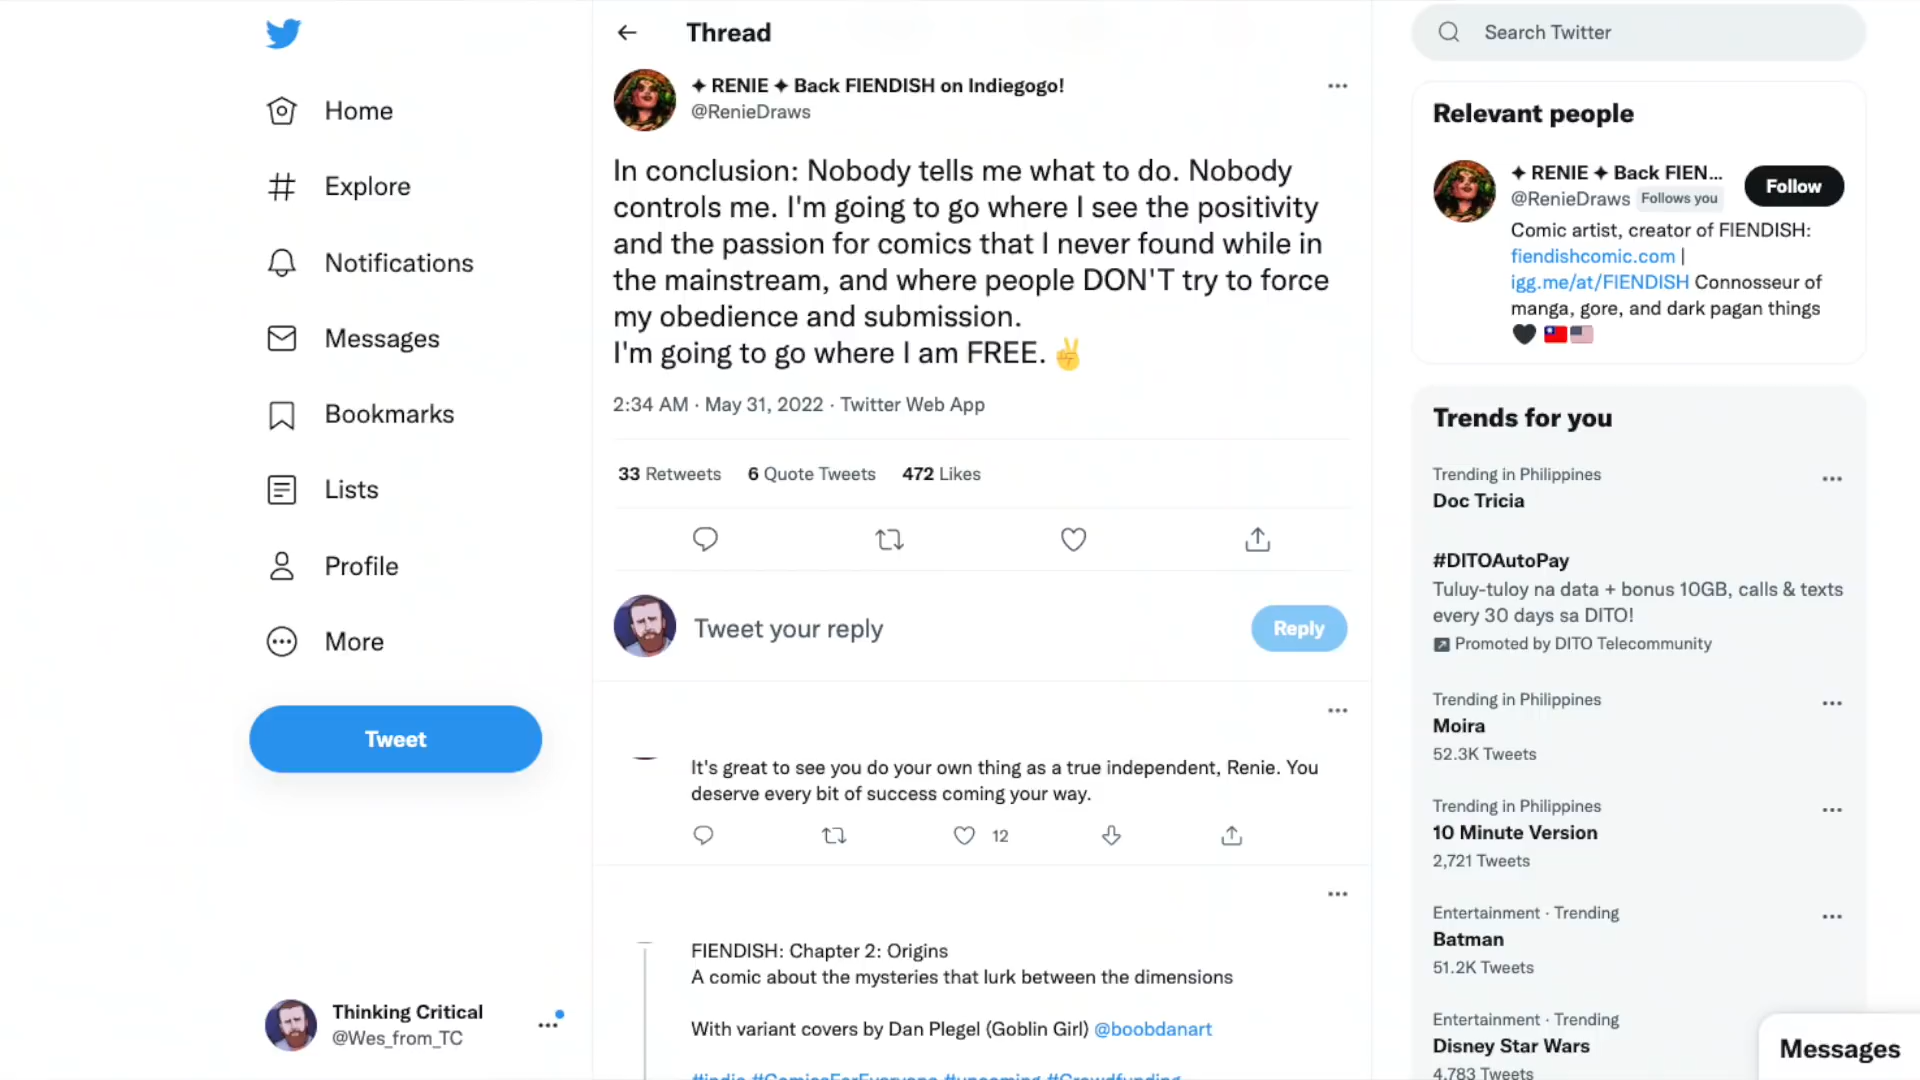 Home
Explore
Notifications
Messages
Bookmarks
Lists
Profile
More
Tweet
Thinking Critical
@Wes_from_TC
Thread
✦ RENIE ✦ Back FIENDISH on Indiegogo!
@RenieDraws
In conclusion: Nobody tells me what to do. Nobody
controls me. I'm going to go where I see the positivity
and the passion for comics that I never found while in
the mainstream, and where people DON'T try to force
my obedience and submission.
I'm going to go where I am FREE. ✌️
2:34 AM · May 31, 2022 · Twitter Web App
33 Retweets 6 Quote Tweets 472 Likes
Tweet your reply
Reply
It's great to see you do your own thing as a true independent, Renie. You
deserve every bit of success coming your way.
12
FIENDISH: Chapter 2: Origins
A comic about the mysteries that lurk between the dimensions
With variant covers by Dan Plegel (Goblin Girl) @boobdanart
#indie #ComicsForEveryone #upcoming #Crowdfunding
Search Twitter
Relevant people
✦ RENIE ✦ Back FIEN...
@RenieDraws Follows you
Follow
Comic artist, creator of FIENDISH:
fiendishcomic.com |
igg.me/at/FIENDISH Connosseur of
manga, gore, and dark pagan things
🖤 🇹🇼🇺🇸
Trends for you
Trending in Philippines
Doc Tricia
#DITOAutoPay
Tuluy-tuloy na data + bonus 10GB, calls & texts
every 30 days sa DITO!
Promoted by DITO Telecommunity
Trending in Philippines
Moira
52.3K Tweets
Trending in Philippines
10 Minute Version
2,721 Tweets
Entertainment · Trending
Batman
51.2K Tweets
Entertainment · Trending
Disney Star Wars
4,783 Tweets
Messages